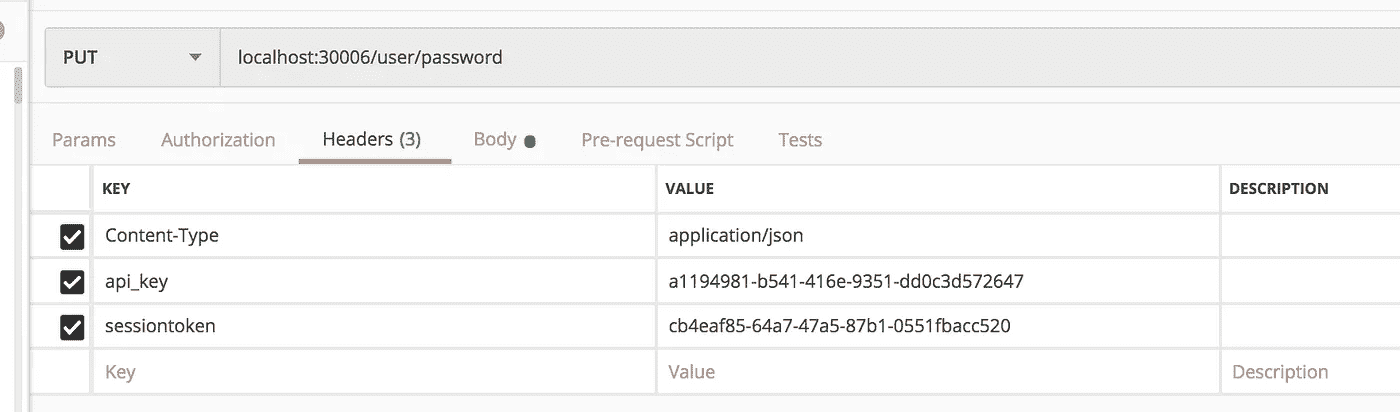 PUT localhost:30006/user/password
Params Authorization Headers (3) Body Pre-request Script Tests
KEY VALUE DESCRIPTION
Content-Type application/json
api_key a1194981-b541-416e-9351-dd0c3d572647
sessiontoken cb4eaf85-64a7-47a5-87b1-0551fbacc520
Key Value Description